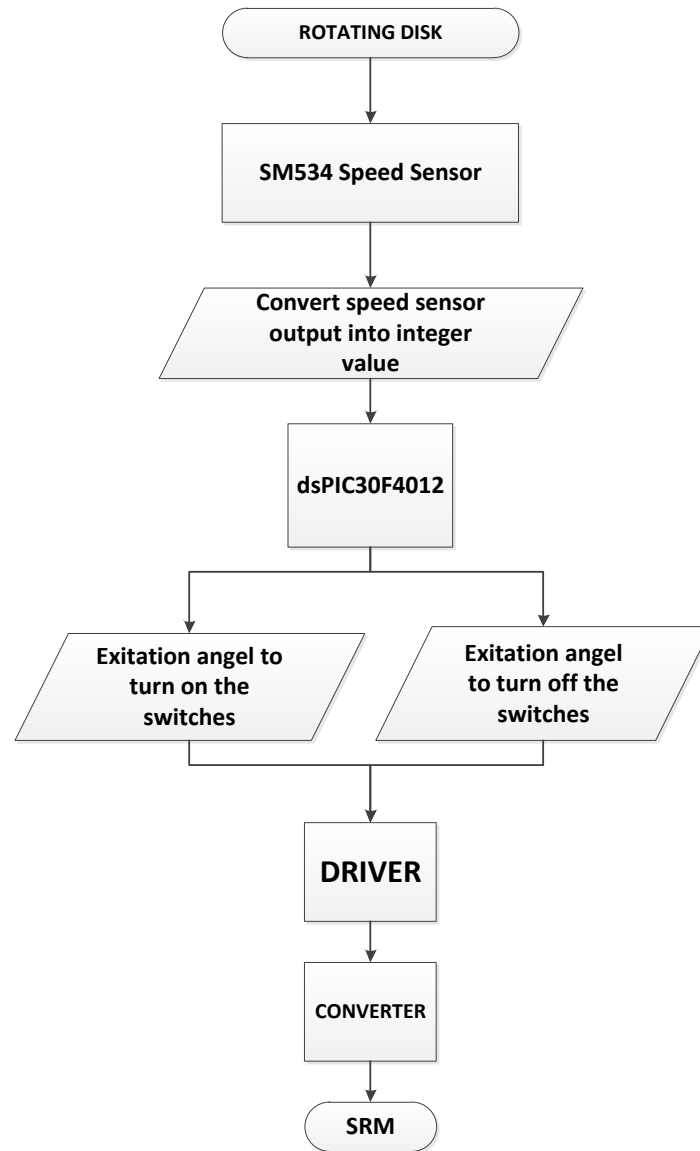 ROTATING DISK
SM534 Speed Sensor
Convert speed sensor
output into integer
value
dsPIC30F4012
Exitation angel to
turn on the
switches
Exitation angel
to turn off the
switches
DRIVER
CONVERTER
SRM